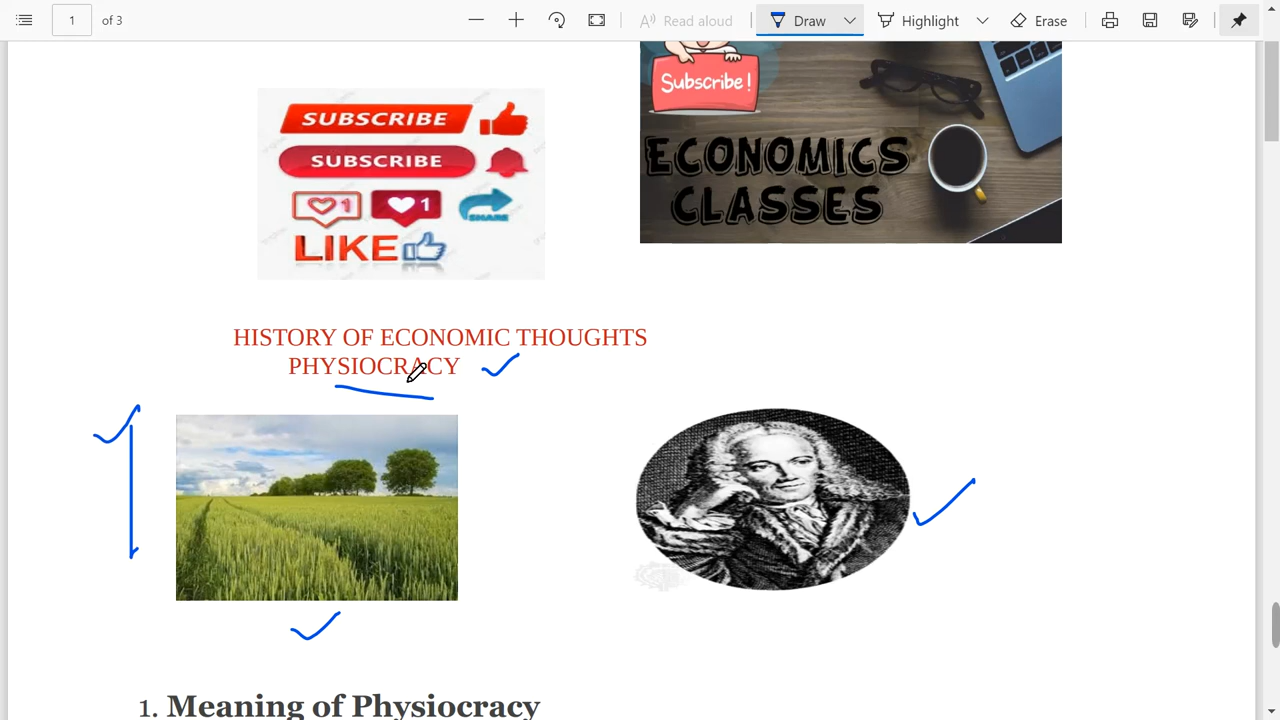 1 of 3 Read aloud Draw Highlight Erase
Subscribe!
SUBSCRIBE
SUBSCRIBE
1 1 SHARE
LIKE
ECONOMICS
CLASSES
HISTORY OF ECONOMIC THOUGHTS
PHYSIOCRACY
1. Meaning of Physiocracy